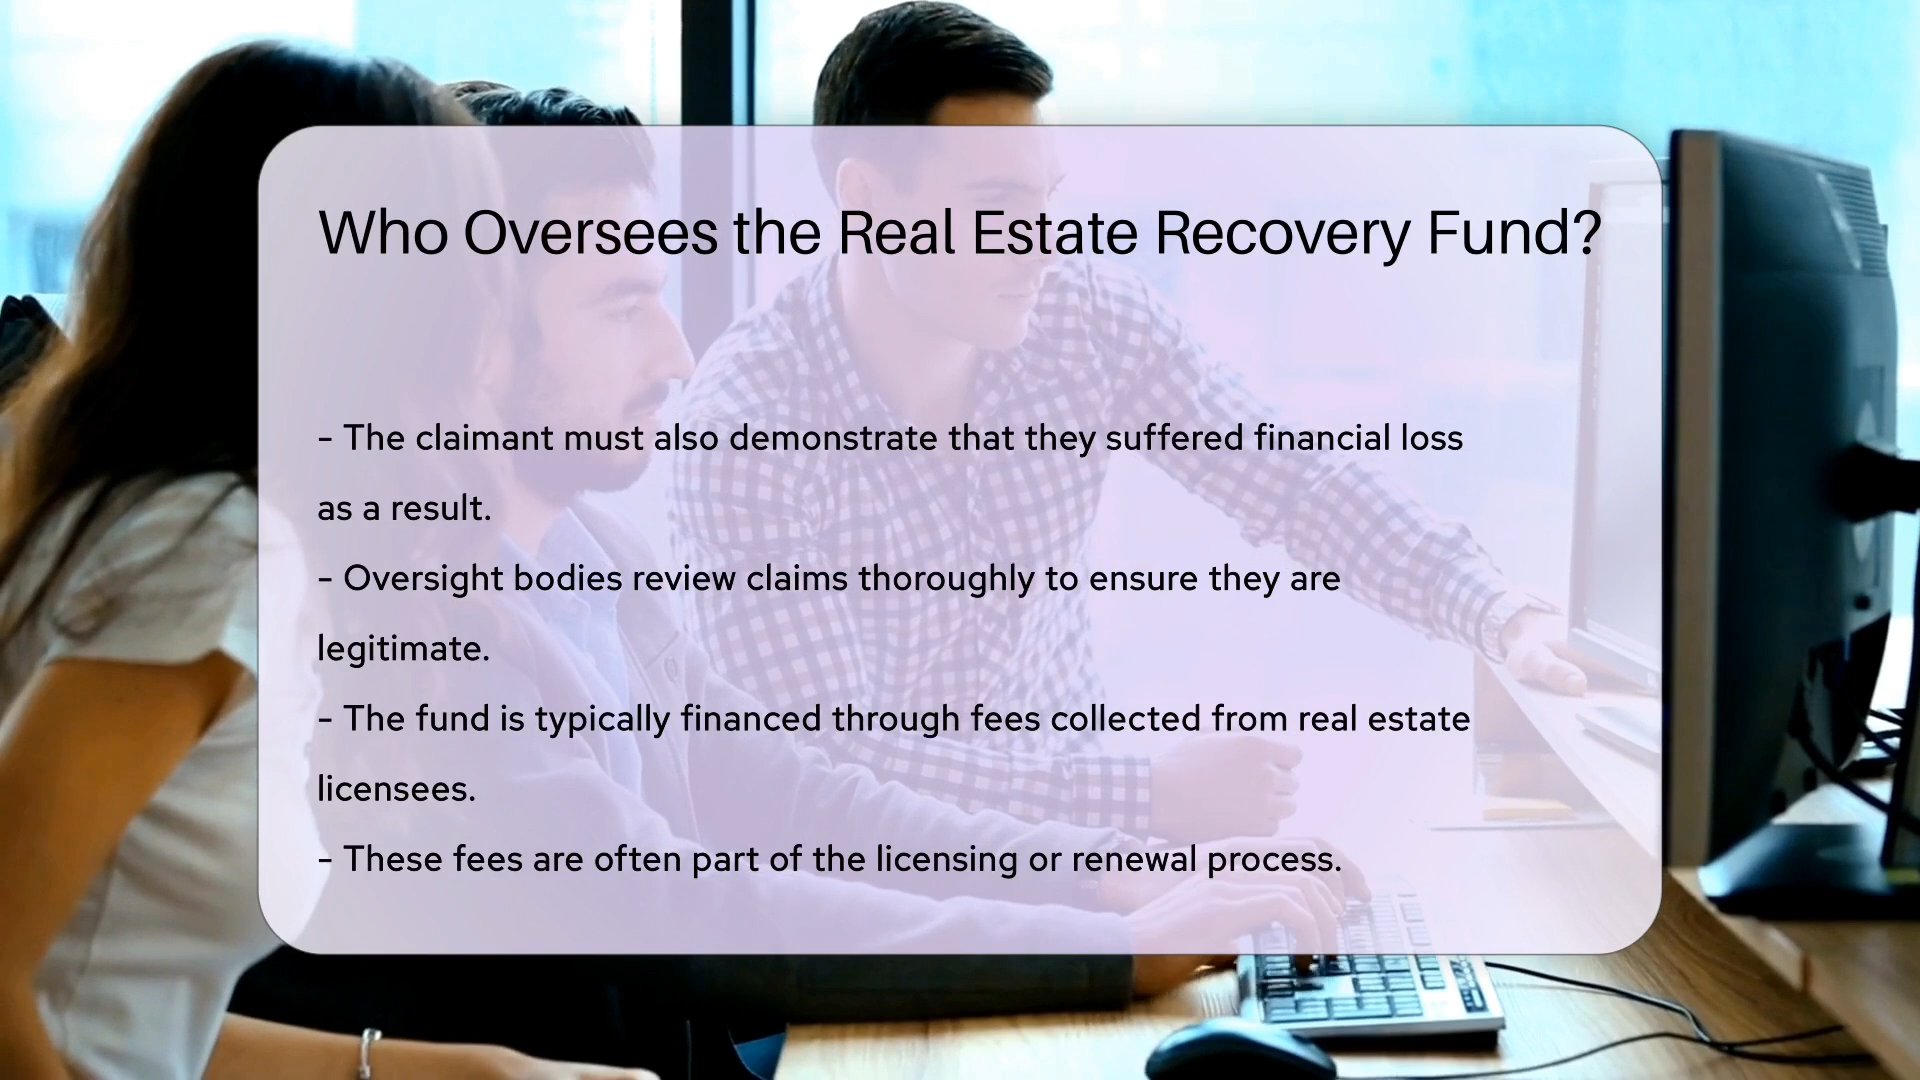 Who Oversees the Real Estate Recovery Fund?
- The claimant must also demonstrate that they suffered financial loss
as a result.
- Oversight bodies review claims thoroughly to ensure they are
legitimate.
- The fund is typically financed through fees collected from real estate
licensees.
- These fees are often part of the licensing or renewal process.